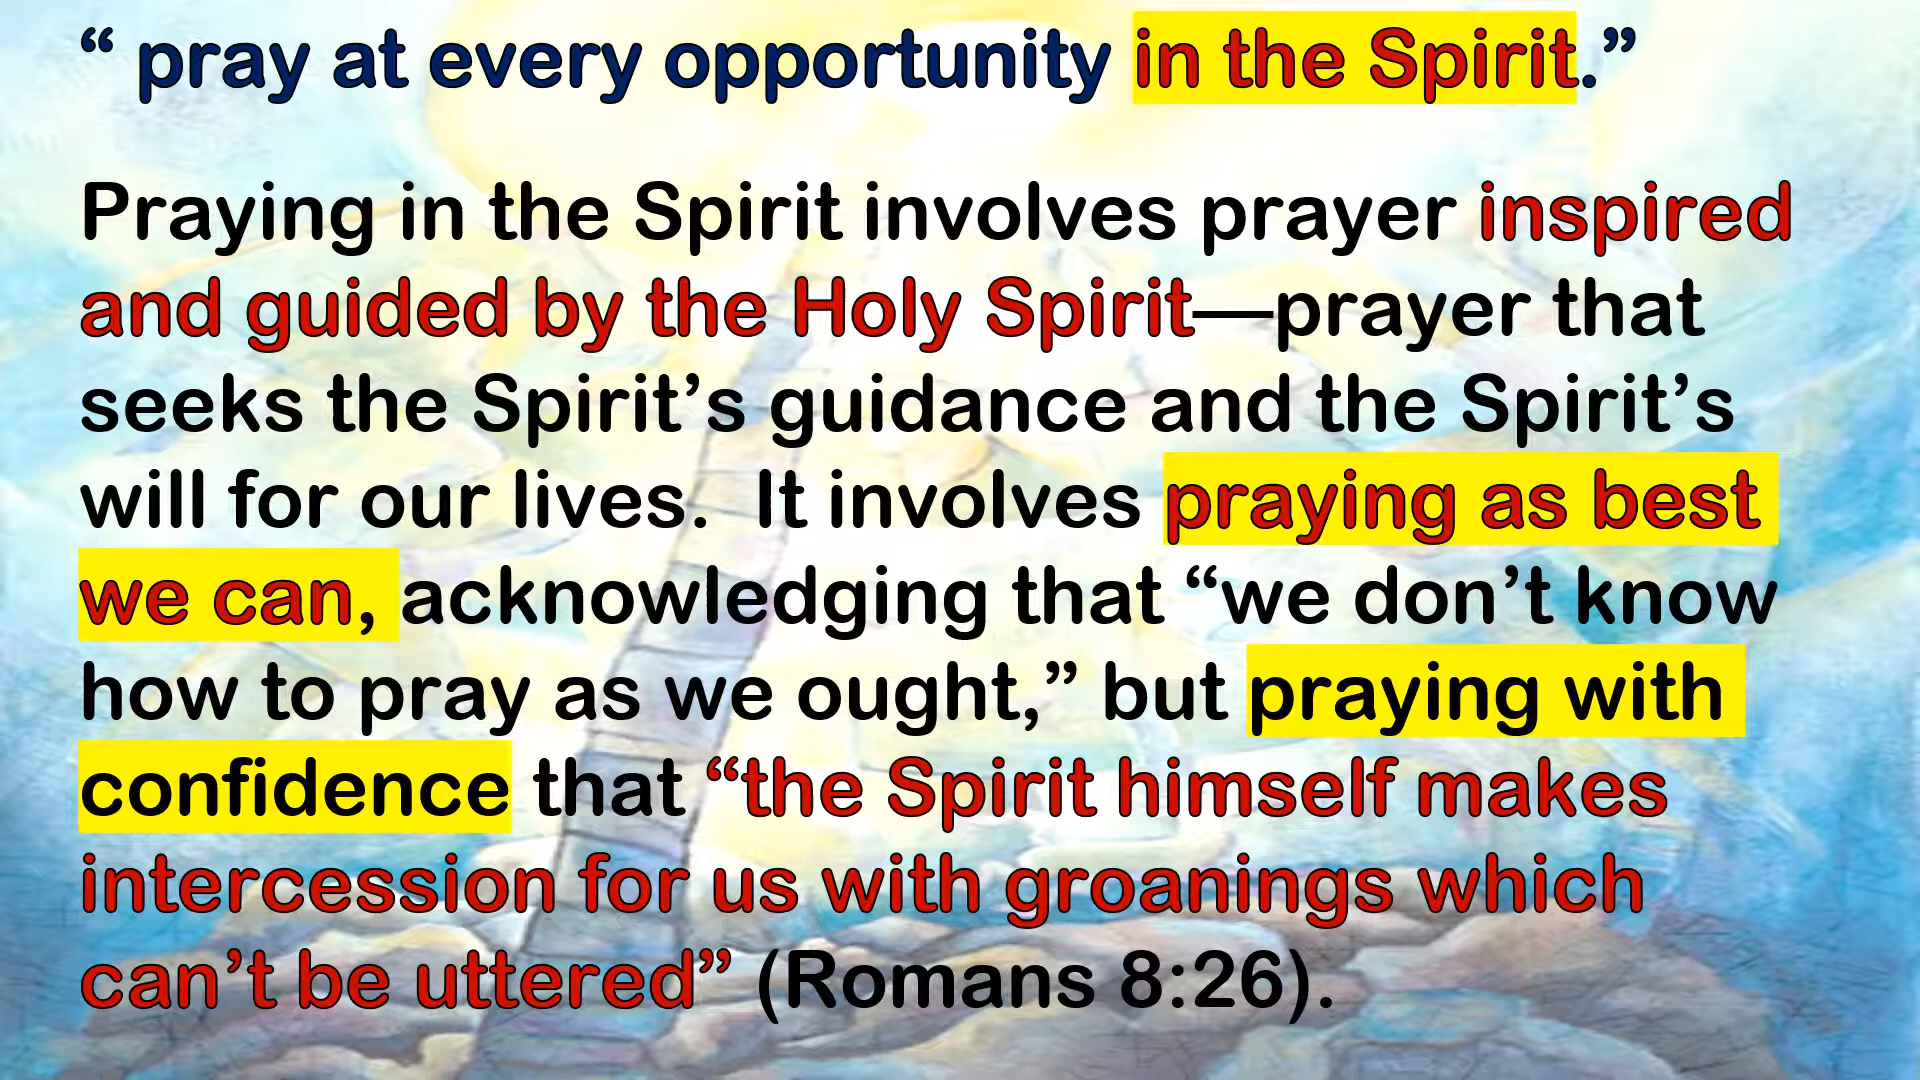 “ pray at every opportunity in the Spirit.”
Praying in the Spirit involves prayer inspired
and guided by the Holy Spirit—prayer that
seeks the Spirit’s guidance and the Spirit’s
will for our lives.  It involves praying as best
we can, acknowledging that “we don’t know
how to pray as we ought,” but praying with
confidence that “the Spirit himself makes
intercession for us with groanings which
can’t be uttered” (Romans 8:26).